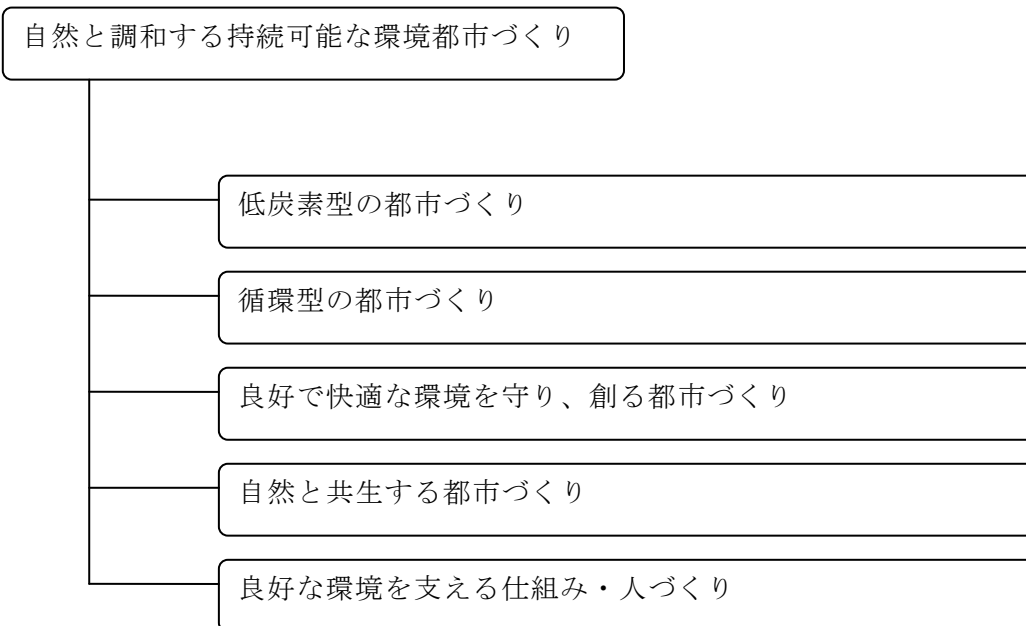 自然と調和する持続可能な環境都市づくり
低炭素型の都市づくり
循環型の都市づくり
良好で快適な環境を守り、創る都市づくり
自然と共生する都市づくり
良好な環境を支える仕組み・人づくり